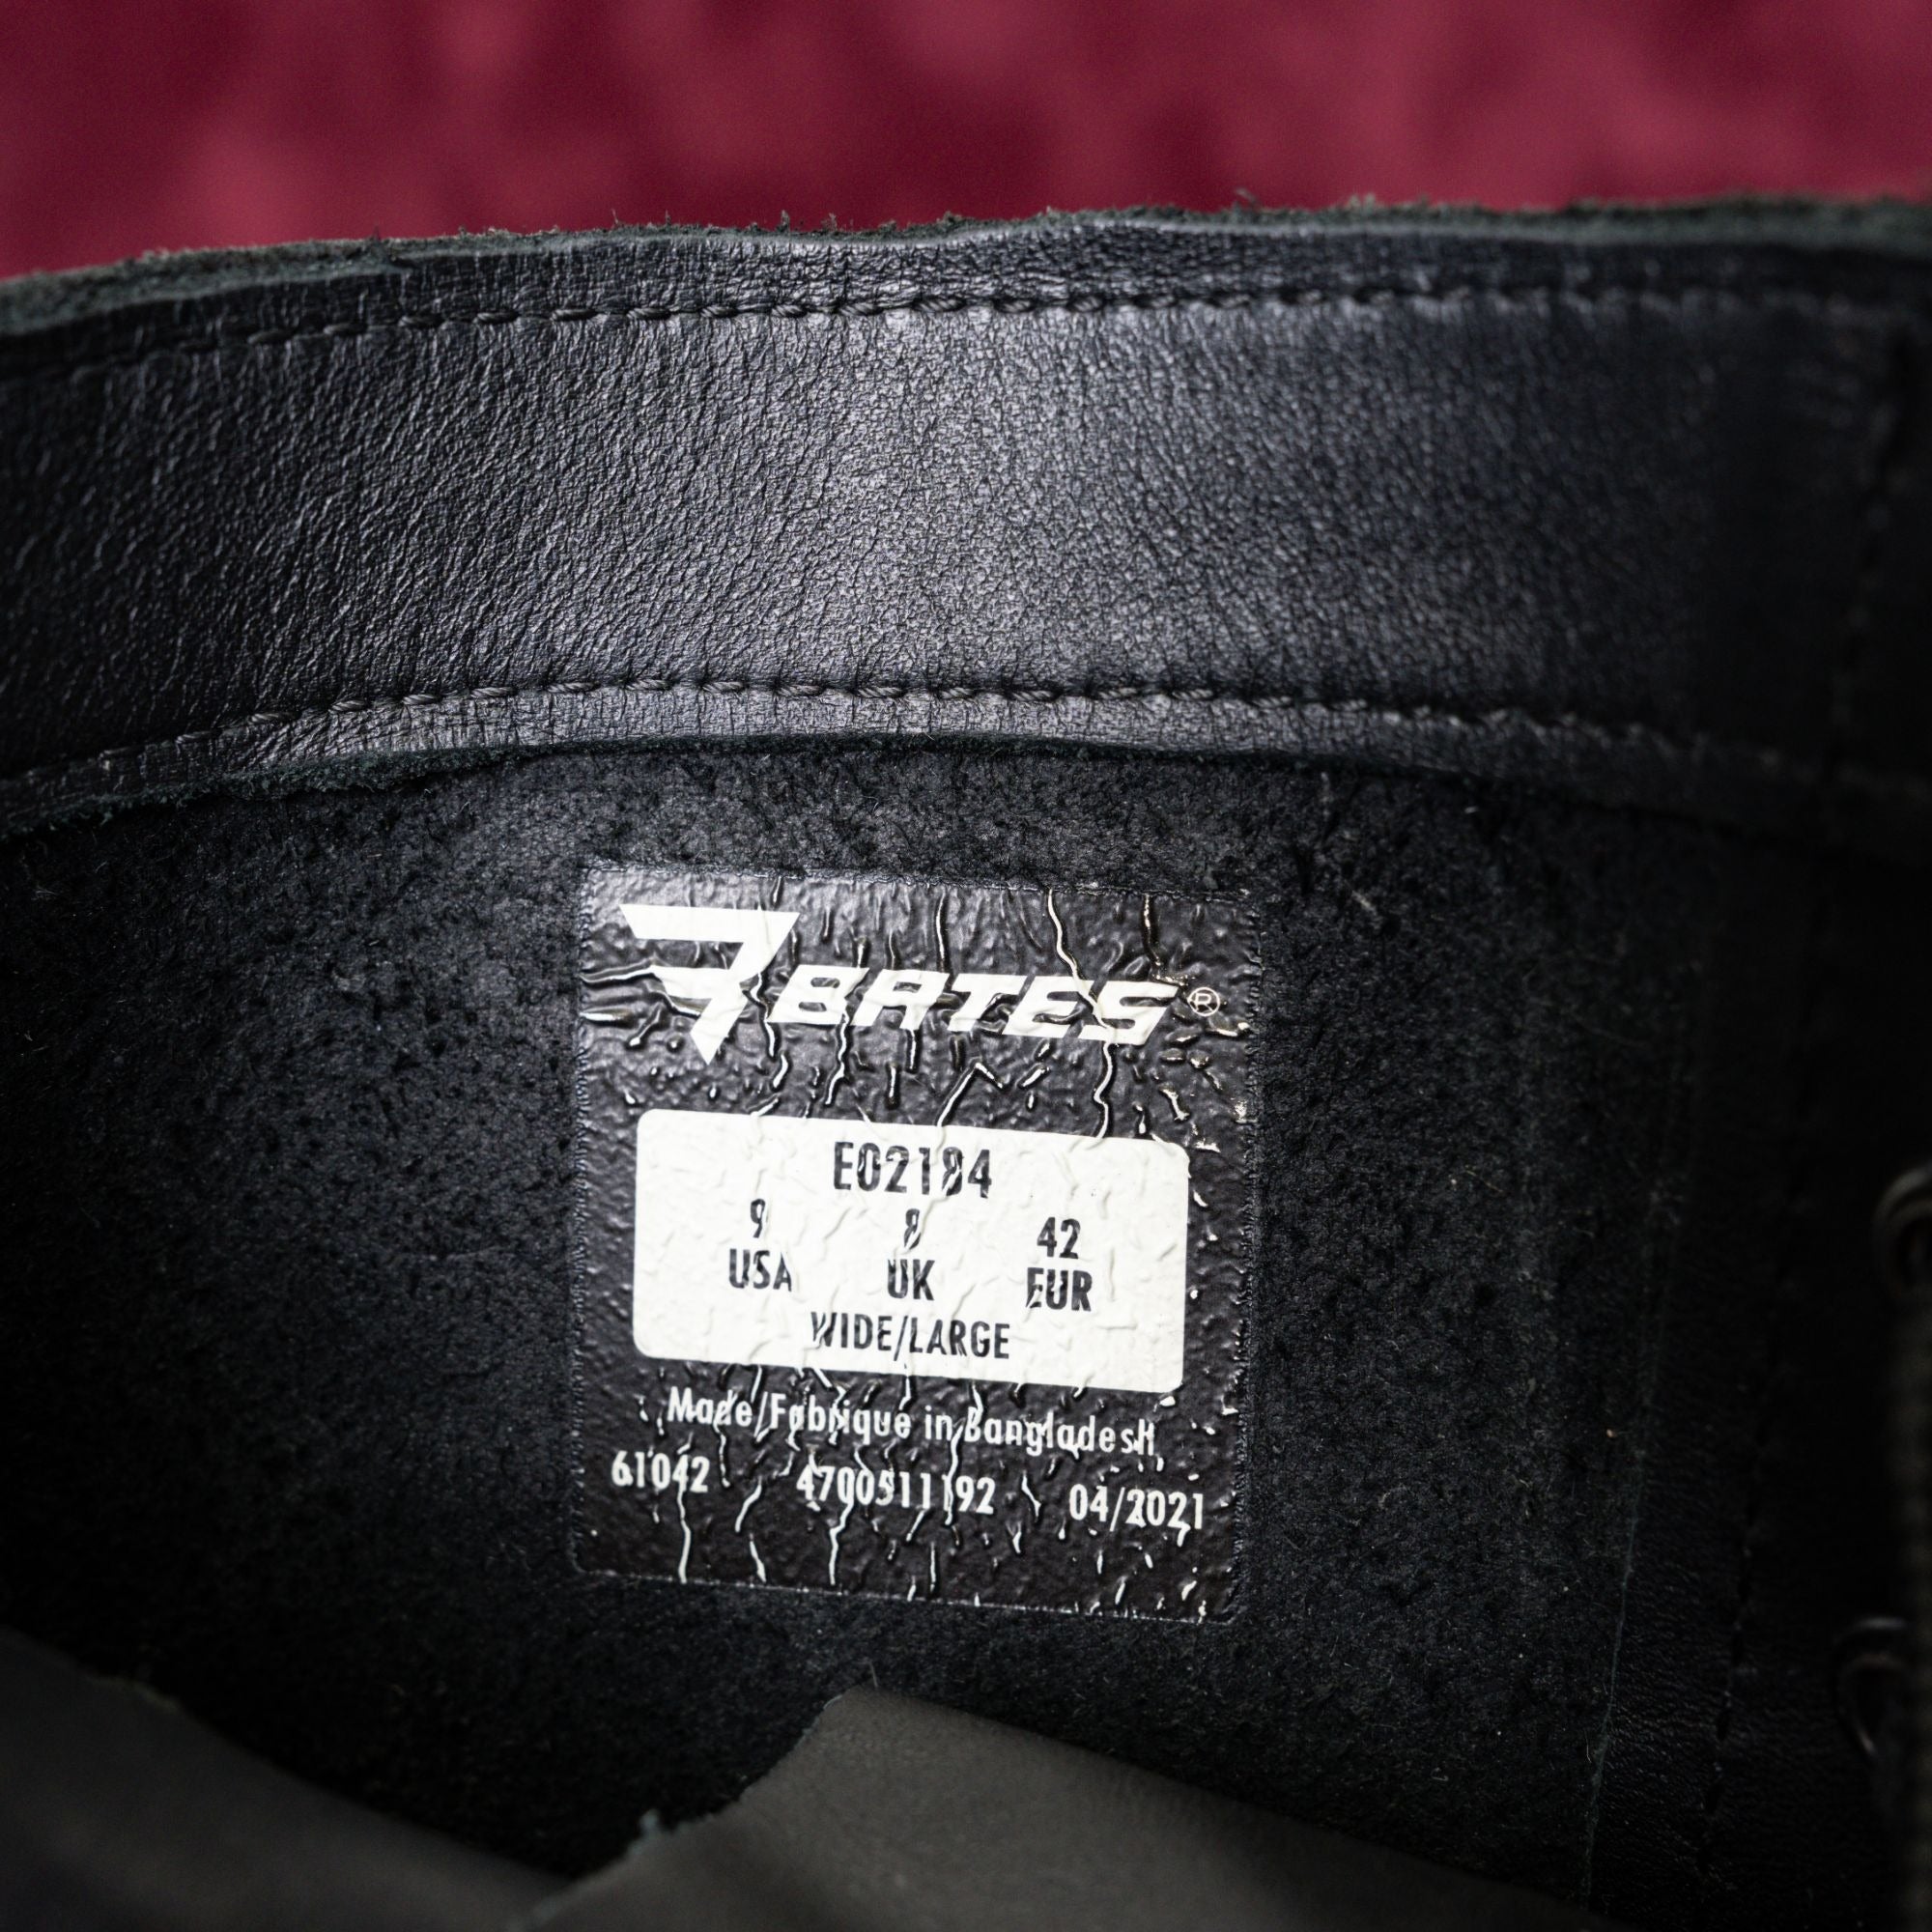 BATES®
E02184
9 8 42
USA UK EUR
WIDE/LARGE
Made/Fabrique in Bangladesh
61042 4700511192 04/2021